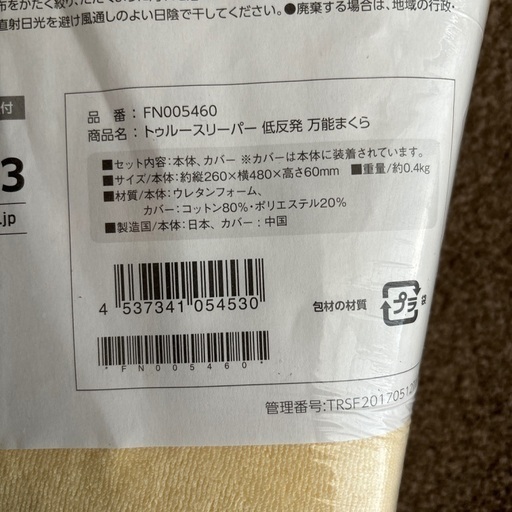 布をかたく絞り、
直射日光を避け風通しのよい日陰で干してください。●廃棄する場合は、地域の行政・
付
品 番 : FN005460
商品名 : トゥルースリーパー 低反発 万能まくら
■セット内容:本体、カバー ※カバーは本体に装着されています。
■サイズ/本体:約縦260×横480×高さ60mm ■重量/約0.4kg
■材質/本体:ウレタンフォーム、
カバー:コットン80%・ポリエステル20%
■製造国/本体:日本、カバー:中国
3
.jp
4 537341 054530
包材の材質 プラ 袋
*FN005460*
管理番号:TRSF2017051